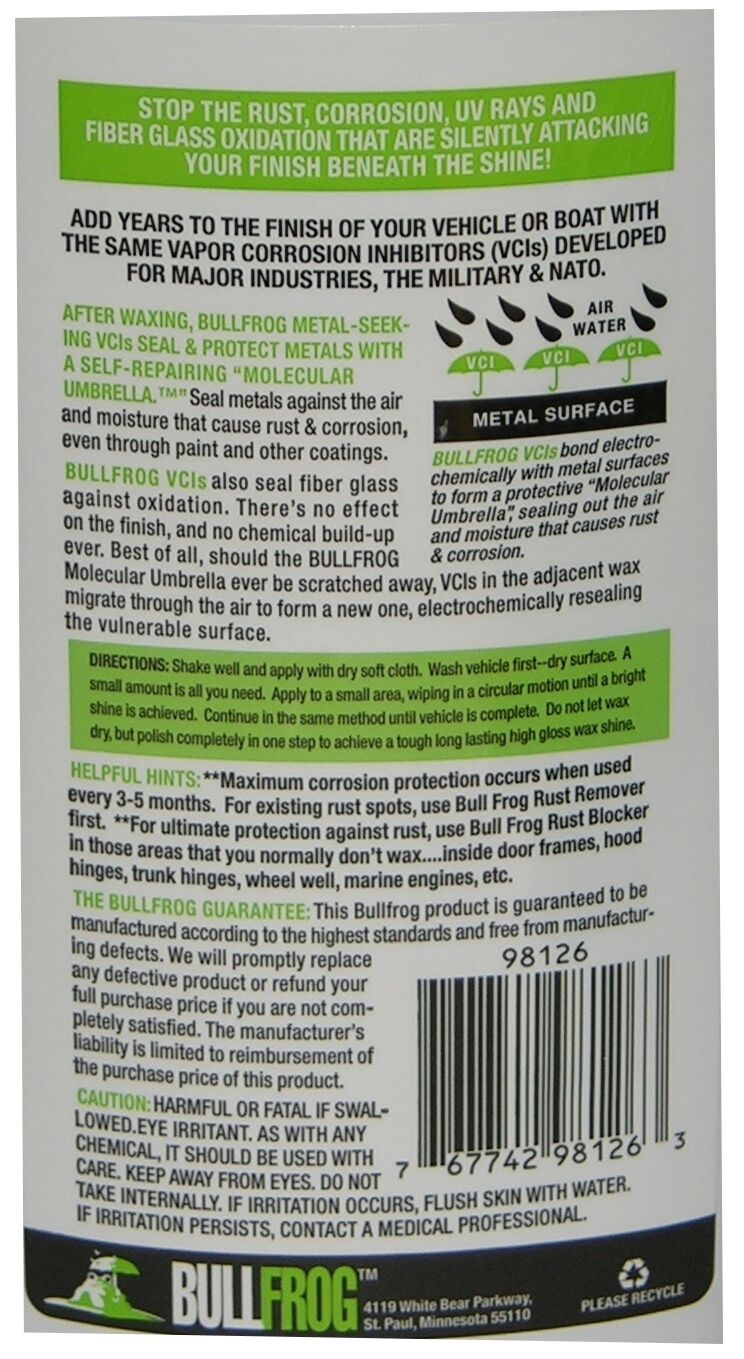 STOP THE RUST, CORROSION, UV RAYS AND
FIBER GLASS OXIDATION THAT ARE SILENTLY ATTACKING
YOUR FINISH BENEATH THE SHINE!
ADD YEARS TO THE FINISH OF YOUR VEHICLE OR BOAT WITH
THE SAME VAPOR CORROSION INHIBITORS (VCIs) DEVELOPED
FOR MAJOR INDUSTRIES, THE MILITARY & NATO.
AFTER WAXING, BULLFROG METAL-SEEK-
ING VCIs SEAL & PROTECT METALS WITH
A SELF-REPAIRING “MOLECULAR
UMBRELLA.™” Seal metals against the air
and moisture that cause rust & corrosion,
even through paint and other coatings.
AIR
WATER
VCI VCI VCI
METAL SURFACE
BULLFROG VCIs bond electro-
chemically with metal surfaces
to form a protective “Molecular
Umbrella”, sealing out the air
and moisture that causes rust
& corrosion.
BULLFROG VCIs also seal fiber glass
against oxidation. There's no effect
on the finish, and no chemical build-up
ever. Best of all, should the BULLFROG
Molecular Umbrella ever be scratched away, VCIs in the adjacent wax
migrate through the air to form a new one, electrochemically resealing
the vulnerable surface.
DIRECTIONS: Shake well and apply with dry soft cloth. Wash vehicle first--dry surface. A
small amount is all you need. Apply to a small area, wiping in a circular motion until a bright
shine is achieved. Continue in the same method until vehicle is complete. Do not let wax
dry, but polish completely in one step to achieve a tough long lasting high gloss wax shine.
HELPFUL HINTS: **Maximum corrosion protection occurs when used
every 3-5 months. For existing rust spots, use Bull Frog Rust Remover
first. **For ultimate protection against rust, use Bull Frog Rust Blocker
in those areas that you normally don't wax....inside door frames, hood
hinges, trunk hinges, wheel well, marine engines, etc.
THE BULLFROG GUARANTEE: This Bullfrog product is guaranteed to be
manufactured according to the highest standards and free from manufactur-
ing defects. We will promptly replace
any defective product or refund your
full purchase price if you are not com-
pletely satisfied. The manufacturer's
liability is limited to reimbursement of
the purchase price of this product.
98126
7 67742 98126 3
CAUTION: HARMFUL OR FATAL IF SWAL-
LOWED.EYE IRRITANT. AS WITH ANY
CHEMICAL, IT SHOULD BE USED WITH
CARE. KEEP AWAY FROM EYES. DO NOT
TAKE INTERNALLY. IF IRRITATION OCCURS, FLUSH SKIN WITH WATER.
IF IRRITATION PERSISTS, CONTACT A MEDICAL PROFESSIONAL.
BULLFROG™
4119 White Bear Parkway,
St. Paul, Minnesota 55110
PLEASE RECYCLE